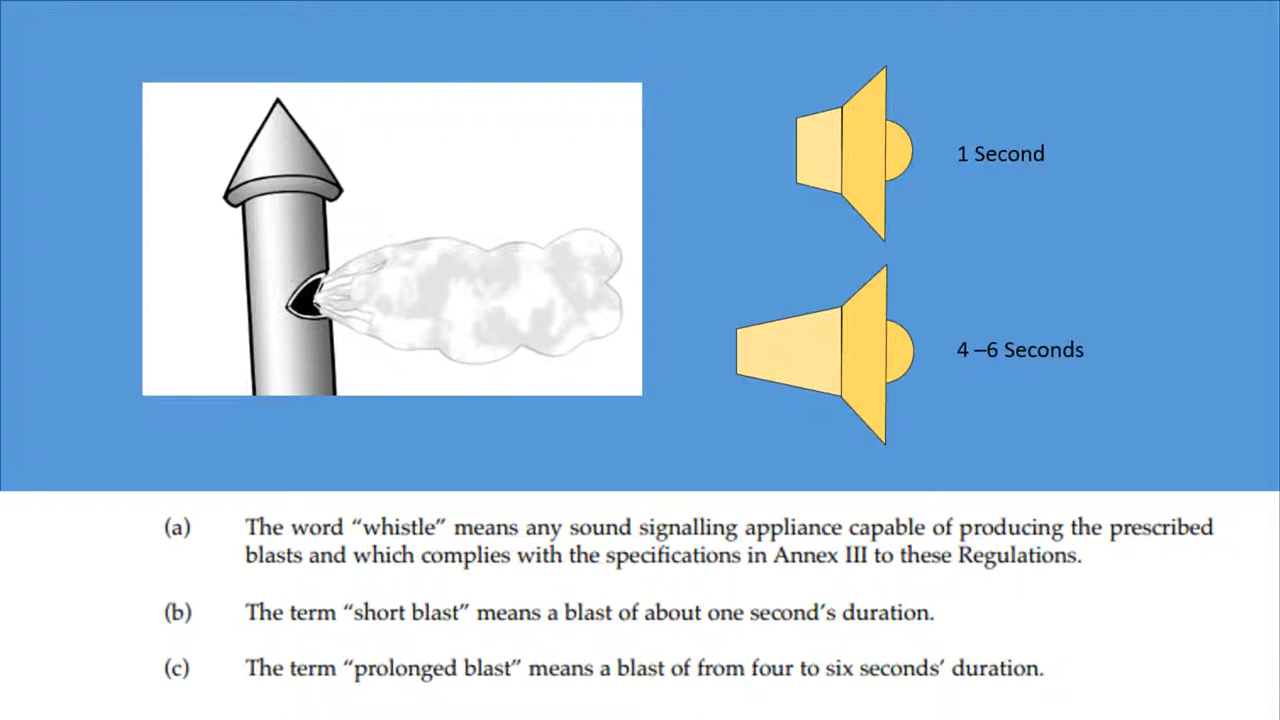 1 Second
4 –6 Seconds
(a) The word “whistle” means any sound signalling appliance capable of producing the prescribed
blasts and which complies with the specifications in Annex III to these Regulations.
(b) The term “short blast” means a blast of about one second’s duration.
(c) The term “prolonged blast” means a blast of from four to six seconds’ duration.